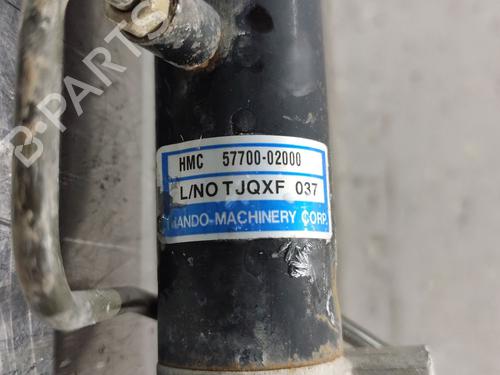 HMC 57700-02000
L/NO TJQXF 037
MANDO MACHINERY CORP.
B-PARTS